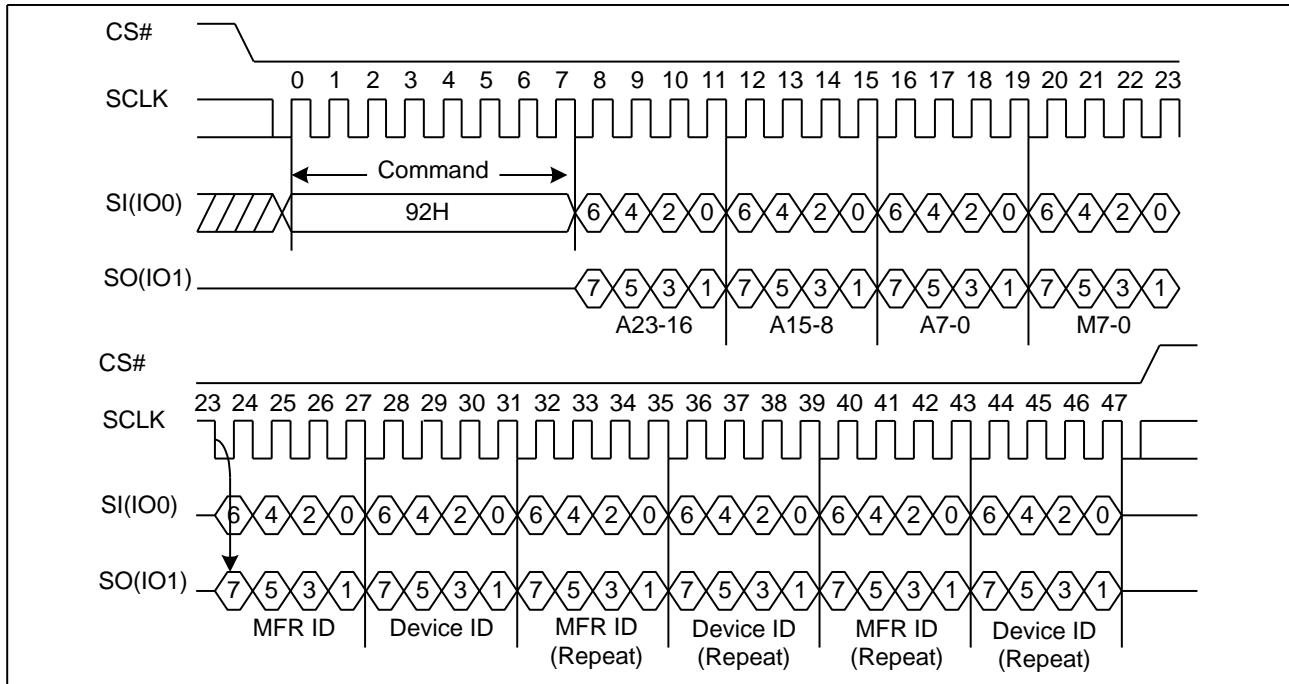 CS#
0 1 2 3 4 5 6 7 8 9 10 11 12 13 14 15 16 17 18 19 20 21 22 23
SCLK
Command
SI(IO0) 92H 6 4 2 0 6 4 2 0 6 4 2 0 6 4 2 0
SO(IO1) 7 5 3 1 7 5 3 1 7 5 3 1 7 5 3 1
A23-16 A15-8 A7-0 M7-0
CS#
23 24 25 26 27 28 29 30 31 32 33 34 35 36 37 38 39 40 41 42 43 44 45 46 47
SCLK
SI(IO0) 6 4 2 0 6 4 2 0 6 4 2 0 6 4 2 0 6 4 2 0 6 4 2 0
SO(IO1) 7 5 3 1 7 5 3 1 7 5 3 1 7 5 3 1 7 5 3 1 7 5 3 1
MFR ID Device ID MFR ID Device ID MFR ID Device ID
(Repeat) (Repeat) (Repeat) (Repeat)